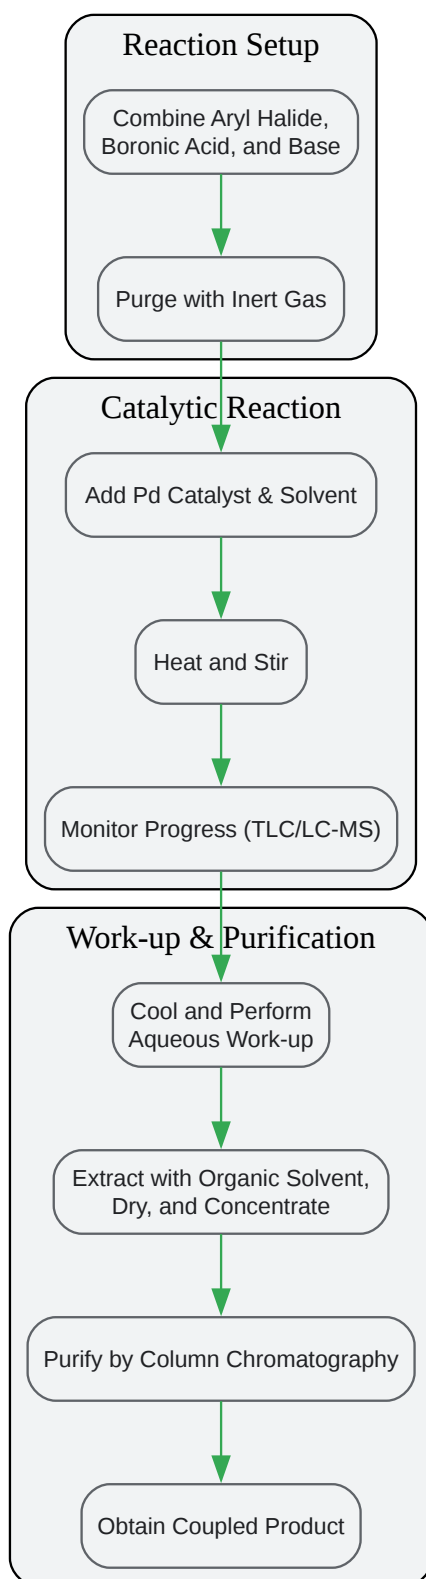 Reaction Setup
Combine Aryl Halide,
Boronic Acid, and Base
Purge with Inert Gas
Catalytic Reaction
Add Pd Catalyst & Solvent
Heat and Stir
Monitor Progress (TLC/LC-MS)
Work-up & Purification
Cool and Perform
Aqueous Work-up
Extract with Organic Solvent,
Dry, and Concentrate
Purify by Column Chromatography
Obtain Coupled Product